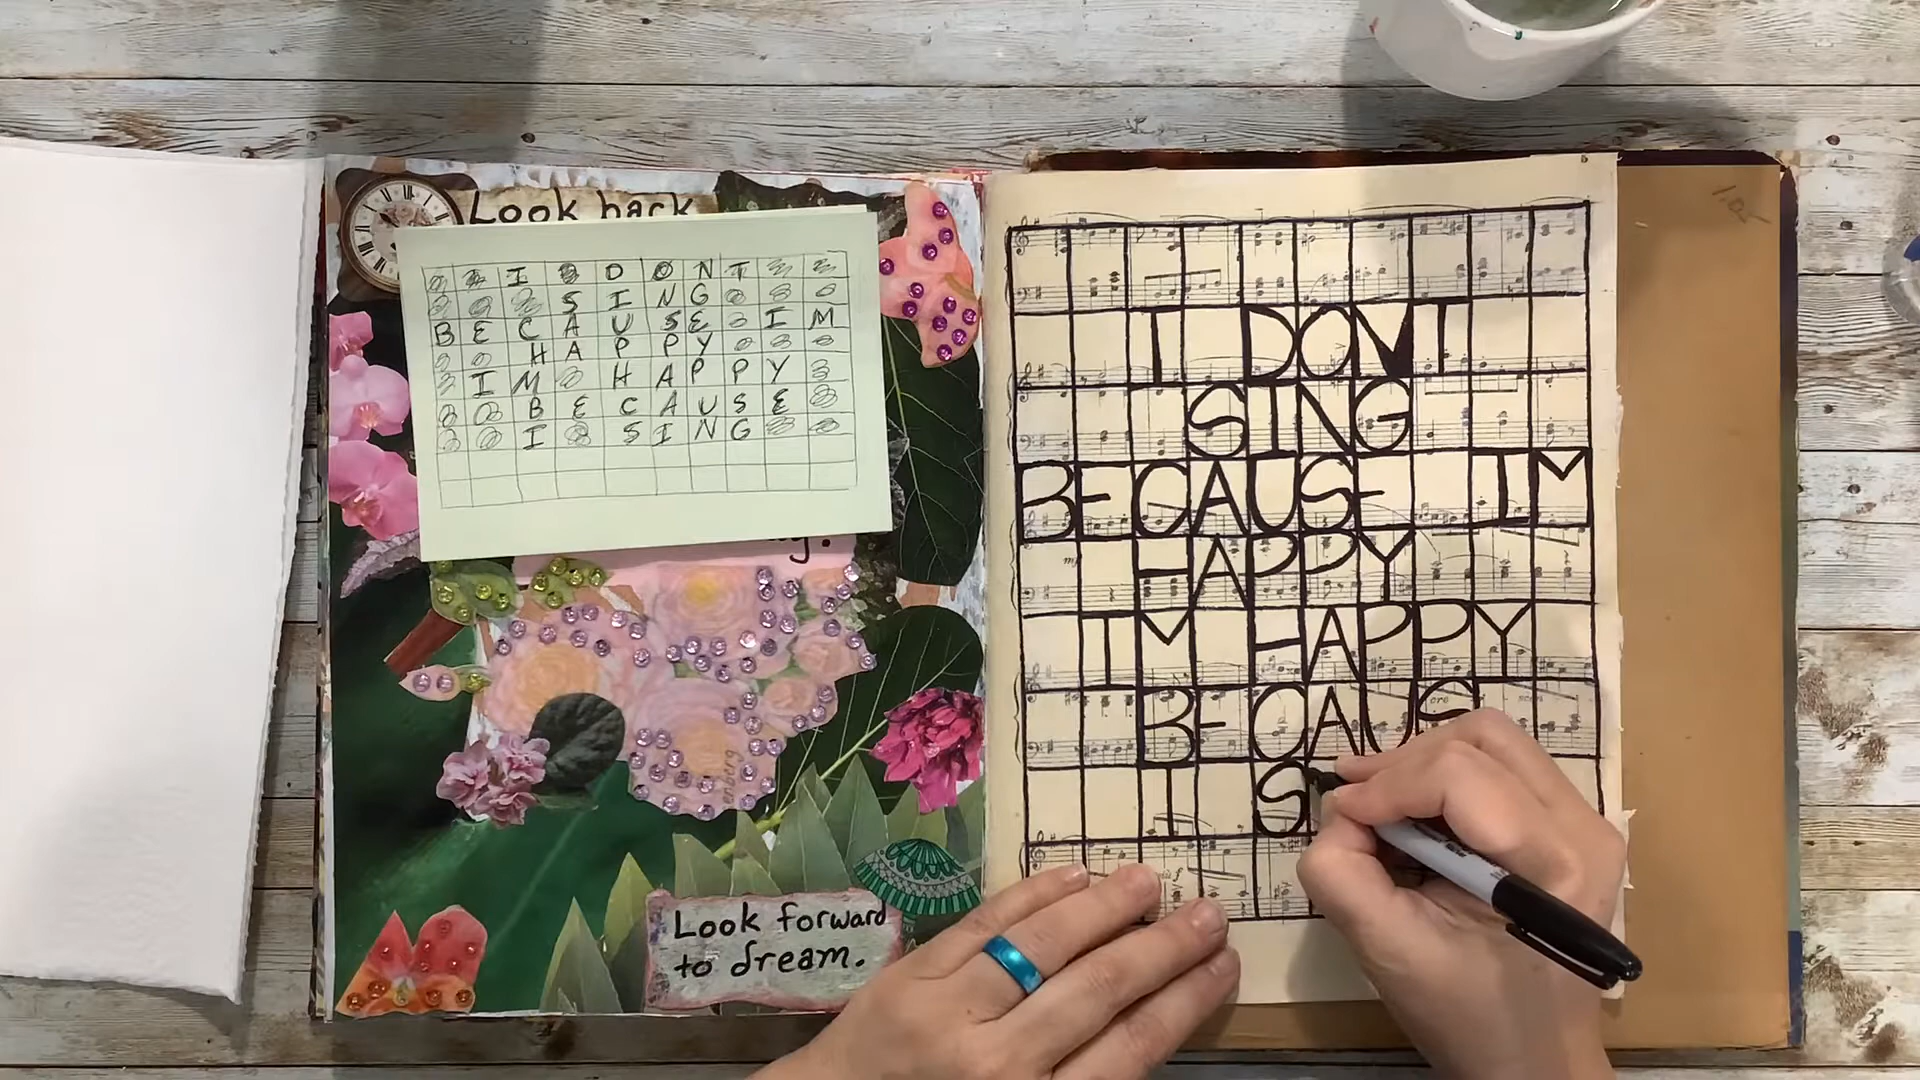 Look back
I DONT
SING
BECAUSE IM
HAPPY
IM HAPPY
BECAUSE
I SING
Look forward
to dream.
I DONT
SING
BECAUSE IM
HAPPY
IM HAPPY
BECAUS
I S